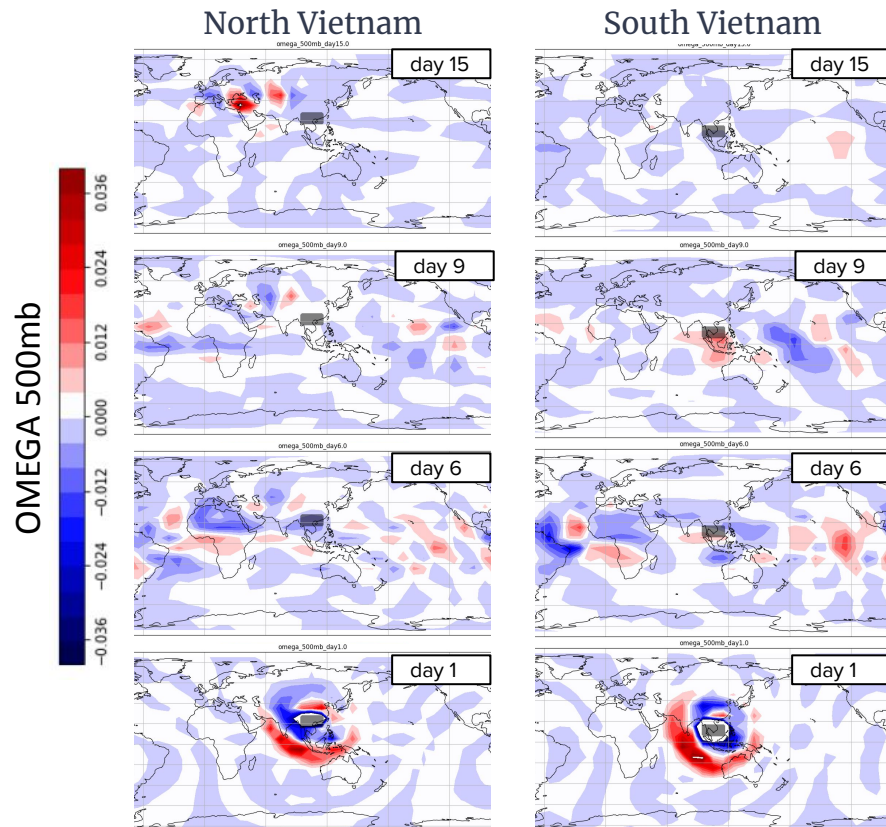 North Vietnam
South Vietnam
omega_500mb_day15.0
day 15
omega_500mb_day15.0
day 15
omega_500mb_day9.0
day 9
omega_500mb_day9.0
day 9
omega_500mb_day6.0
day 6
omega_500mb_day6.0
day 6
omega_500mb_day1.0
day 1
omega_500mb_day1.0
day 1
OMEGA 500mb
0.036
0.024
0.012
0.000
−0.012
−0.024
−0.036